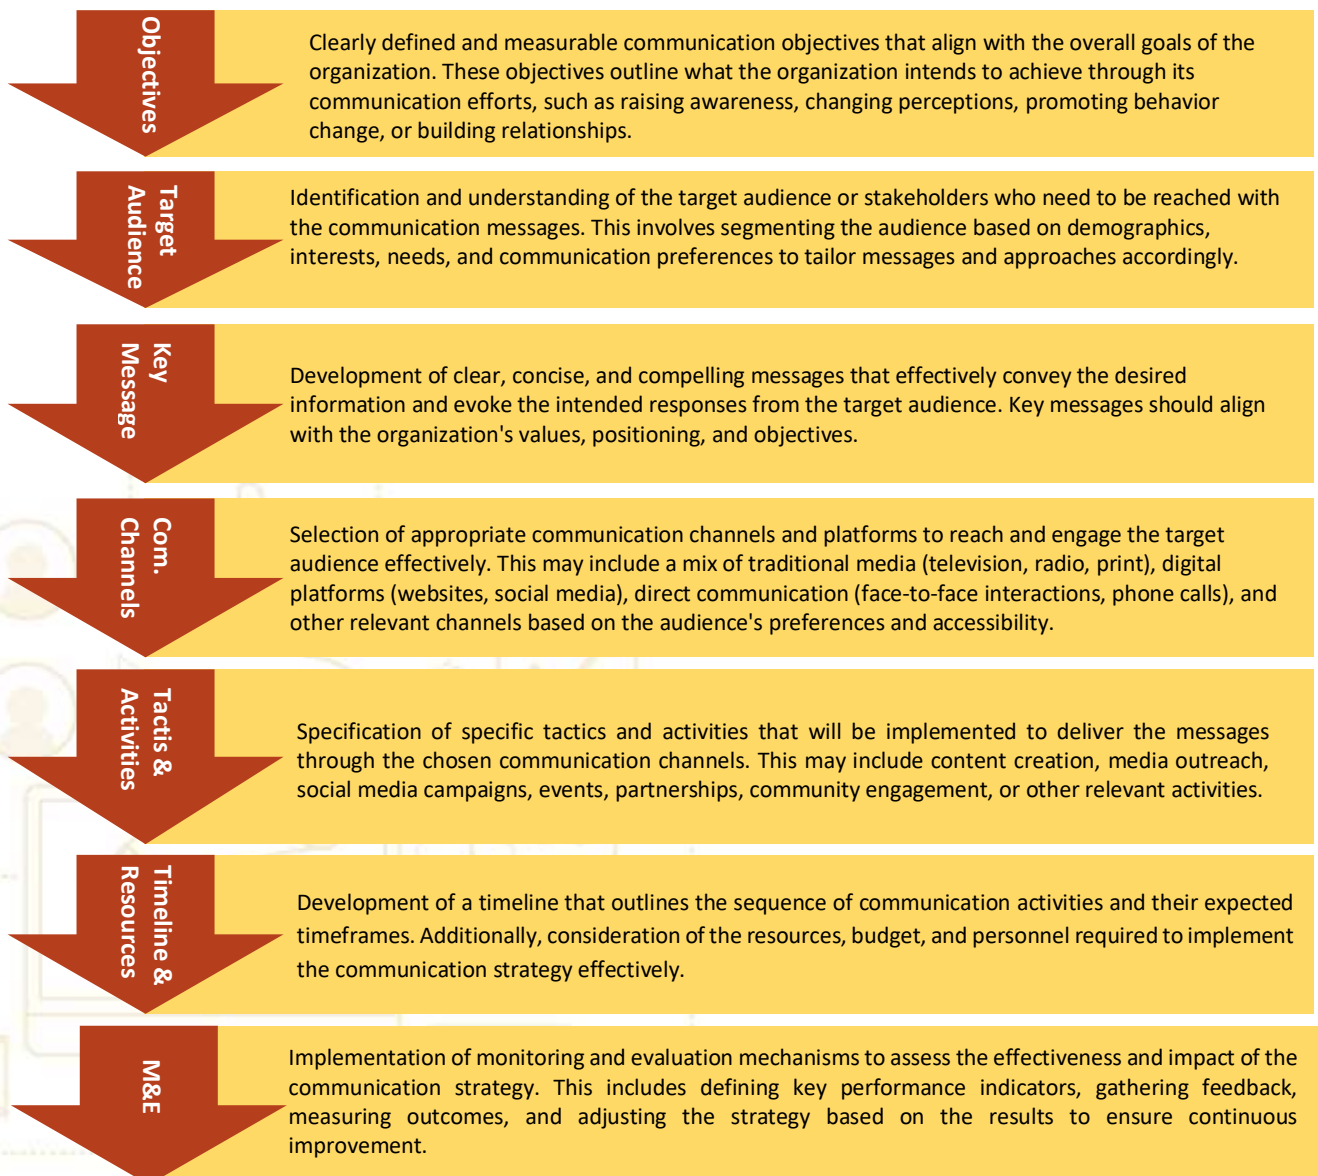 Objectives
Clearly defined and measurable communication objectives that align with the overall goals of the
organization. These objectives outline what the organization intends to achieve through its
communication efforts, such as raising awareness, changing perceptions, promoting behavior
change, or building relationships.
Target
Audience
Identification and understanding of the target audience or stakeholders who need to be reached with
the communication messages. This involves segmenting the audience based on demographics,
interests, needs, and communication preferences to tailor messages and approaches accordingly.
Key
Message
Development of clear, concise, and compelling messages that effectively convey the desired
information and evoke the intended responses from the target audience. Key messages should align
with the organization's values, positioning, and objectives.
Com.
Channels
Selection of appropriate communication channels and platforms to reach and engage the target
audience effectively. This may include a mix of traditional media (television, radio, print), digital
platforms (websites, social media), direct communication (face-to-face interactions, phone calls), and
other relevant channels based on the audience's preferences and accessibility.
Tactis &
Activities
Specification of specific tactics and activities that will be implemented to deliver the messages
through the chosen communication channels. This may include content creation, media outreach,
social media campaigns, events, partnerships, community engagement, or other relevant activities.
Timeline &
Resources
Development of a timeline that outlines the sequence of communication activities and their expected
timeframes. Additionally, consideration of the resources, budget, and personnel required to implement
the communication strategy effectively.
M&E
Implementation of monitoring and evaluation mechanisms to assess the effectiveness and impact of the
communication strategy. This includes defining key performance indicators, gathering feedback,
measuring outcomes, and adjusting the strategy based on the results to ensure continuous
improvement.